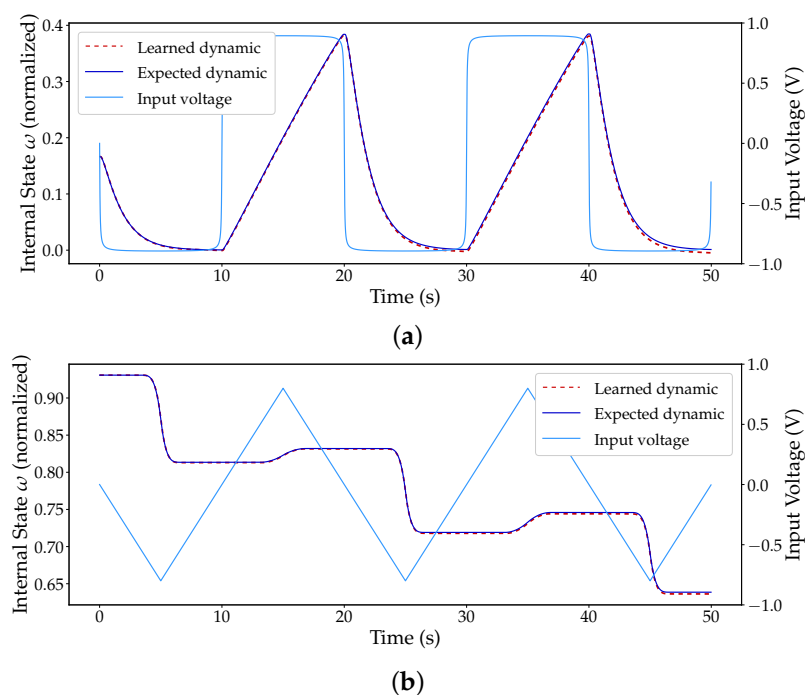 Learned dynamic
Expected dynamic
Input voltage
Internal State ω (normalized)
0.4
0.3
0.2
0.1
0.0
1.0
0.5
0.0
−0.5
−1.0
Input Voltage (V)
0 10 20 30 40 50
Time (s)
(a)
Learned dynamic
Expected dynamic
Input voltage
Internal State ω (normalized)
0.90
0.85
0.80
0.75
0.70
0.65
1.0
0.5
0.0
−0.5
−1.0
Input Voltage (V)
0 10 20 30 40 50
Time (s)
(b)